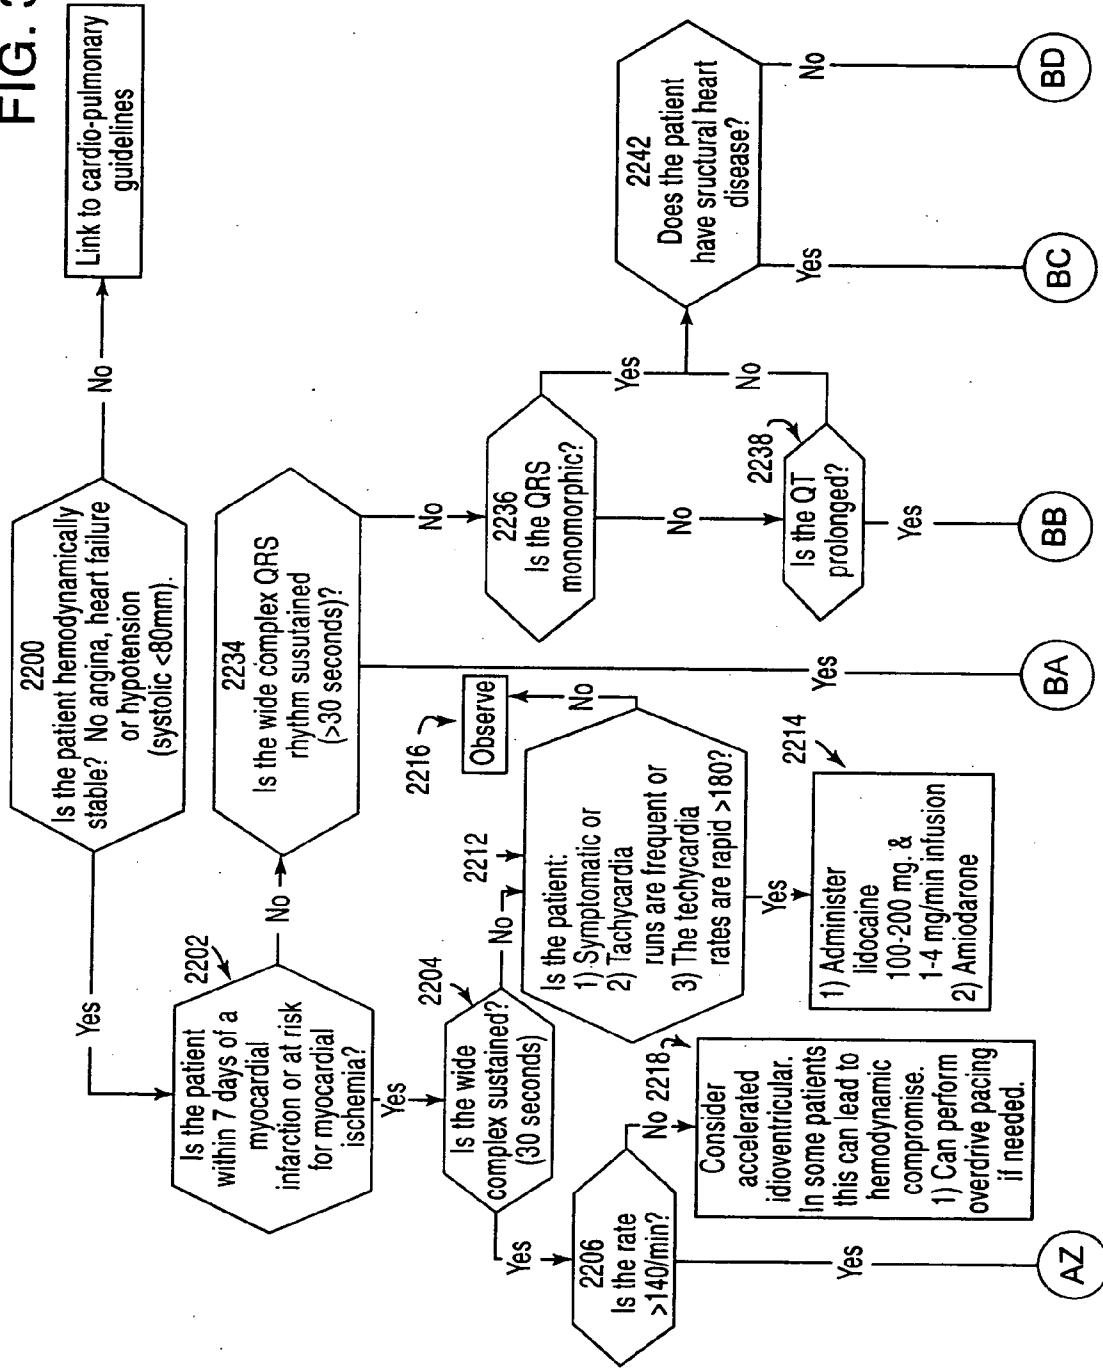 FIG. 3
2200
Is the patient hemodynamically
stable? No angina, heart failure
or hypotension
(systolic <80mm).
No
Link to cardio-pulmonary
guidelines
Yes
2202
Is the patient
within 7 days of a
myocardial
infarction or at risk
for myocardial
ischemia?
No
2234
Is the wide complex QRS
rhythm susutained
(>30 seconds)?
Yes
2204
Is the wide
complex sustained?
(30 seconds)
No
2212
Is the patient:
1) Symptomatic or
2) Tachycardia
runs are frequent or
3) The techycardia
rates are rapid >180?
No
2216
Observe
Yes
2214
1) Administer
lidocaine
100-200 mg. &
1-4 mg/min infusion
2) Amiodarone
Yes
2206
Is the rate
>140/min?
No
2218
Consider
accelerated
idioventricular.
In some patients
this can lead to
hemodynamic
compromise.
1) Can perform
overdrive pacing
if needed.
Yes
AZ
Yes
BA
No
2236
Is the QRS
monomorphic?
Yes
No
2238
Is the QT
prolonged?
No
Yes
BB
2242
Does the patient
have sructural heart
disease?
Yes
BC
No
BD